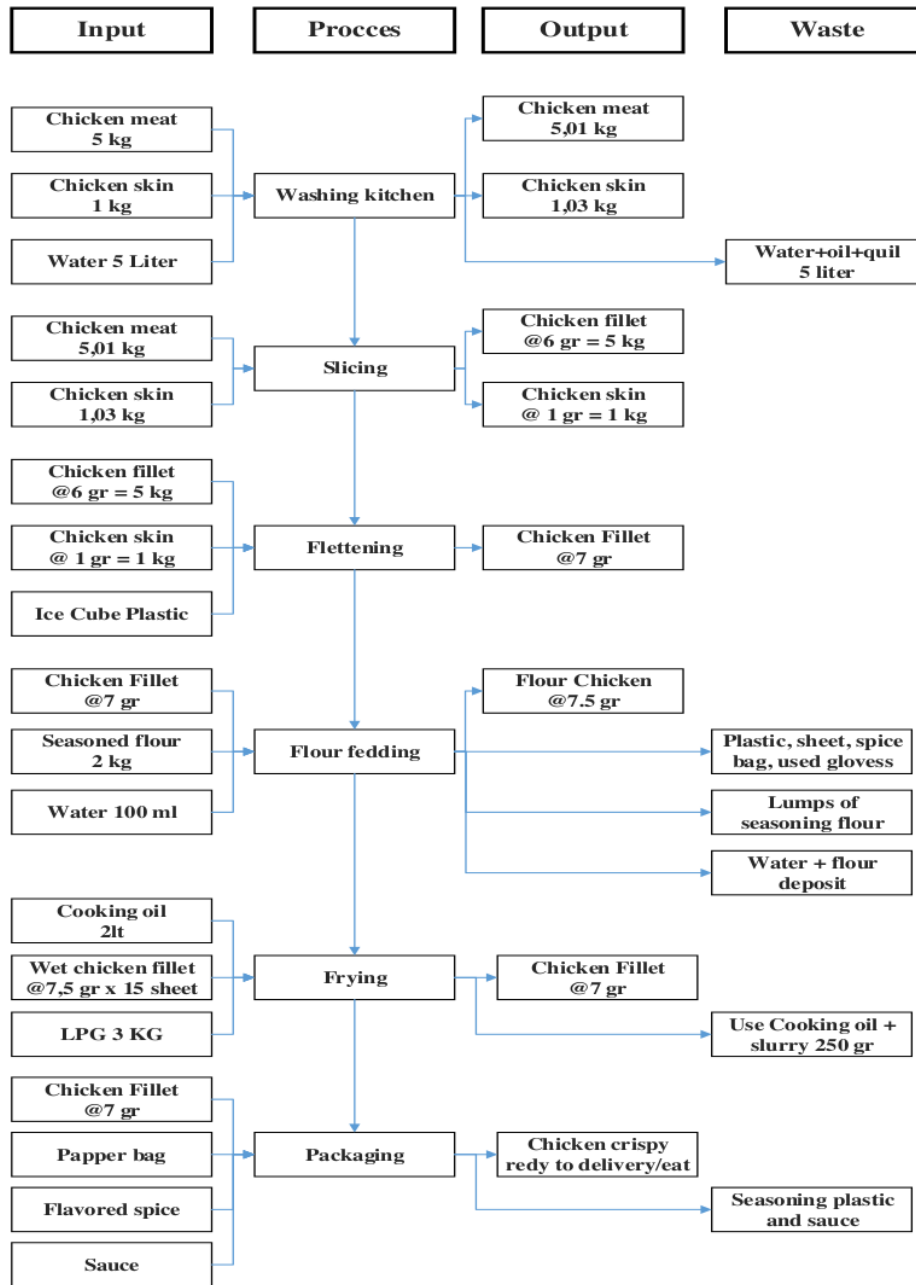 Input
Procces
Output
Waste
Chicken meat
5 kg
Chicken skin
1 kg
Water 5 Liter
Washing kitchen
Chicken meat
5,01 kg
Chicken skin
1,03 kg
Water+oil+quil
5 liter
Chicken meat
5,01 kg
Chicken skin
1,03 kg
Slicing
Chicken fillet
@6 gr = 5 kg
Chicken skin
@ 1 gr = 1 kg
Chicken fillet
@6 gr = 5 kg
Chicken skin
@ 1 gr = 1 kg
Ice Cube Plastic
Flettening
Chicken Fillet
@7 gr
Chicken Fillet
@7 gr
Seasoned flour
2 kg
Water 100 ml
Flour fedding
Flour Chicken
@7.5 gr
Plastic, sheet, spice
bag, used glovess
Lumps of
seasoning flour
Water + flour
deposit
Cooking oil
2lt
Wet chicken fillet
@7,5 gr x 15 sheet
LPG 3 KG
Frying
Chicken Fillet
@7 gr
Use Cooking oil +
slurry 250 gr
Chicken Fillet
@7 gr
Papper bag
Flavored spice
Sauce
Packaging
Chicken crispy
redy to delivery/eat
Seasoning plastic
and sauce